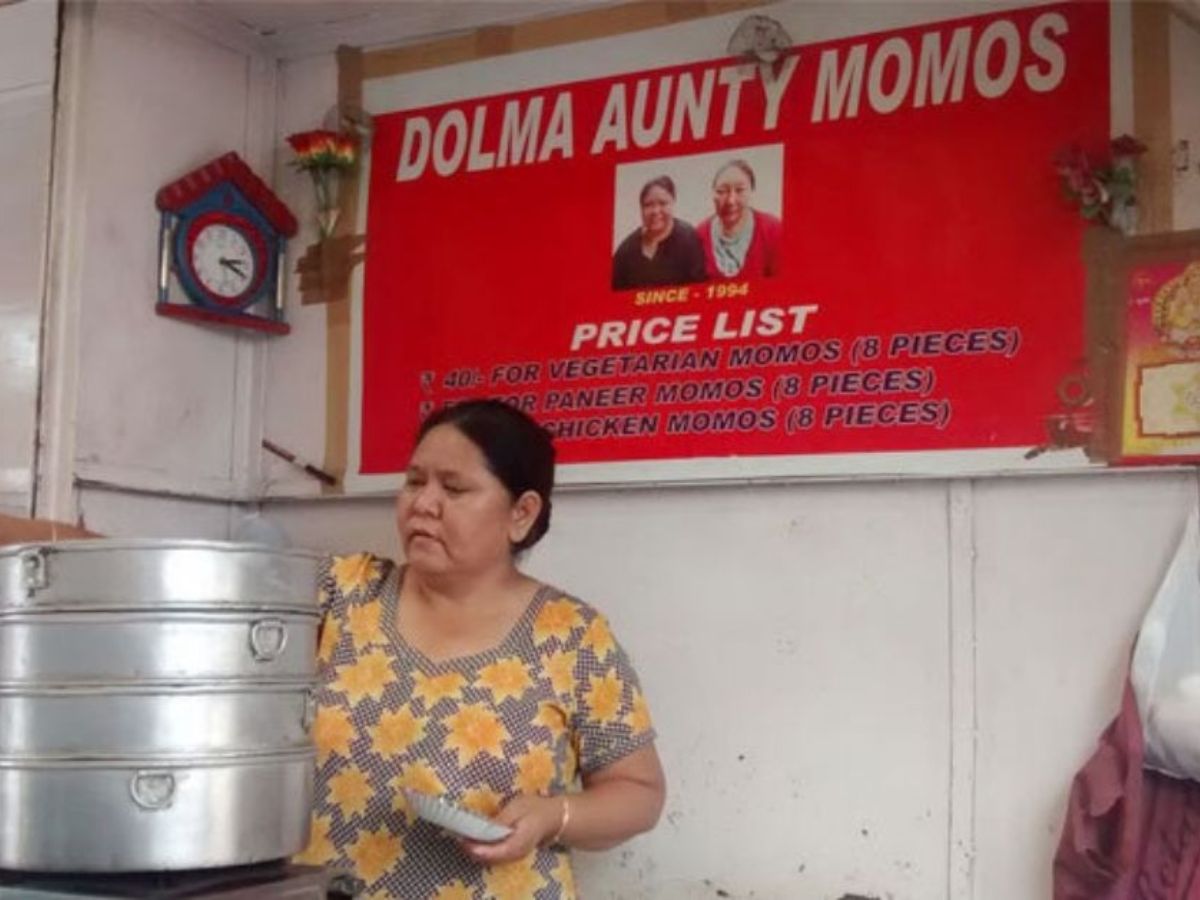 DOLMA AUNTY MOMOS
SINCE - 1994
PRICE LIST
₹ 40/- FOR VEGETARIAN MOMOS (8 PIECES)
FOR PANEER MOMOS (8 PIECES)
CHICKEN MOMOS (8 PIECES)